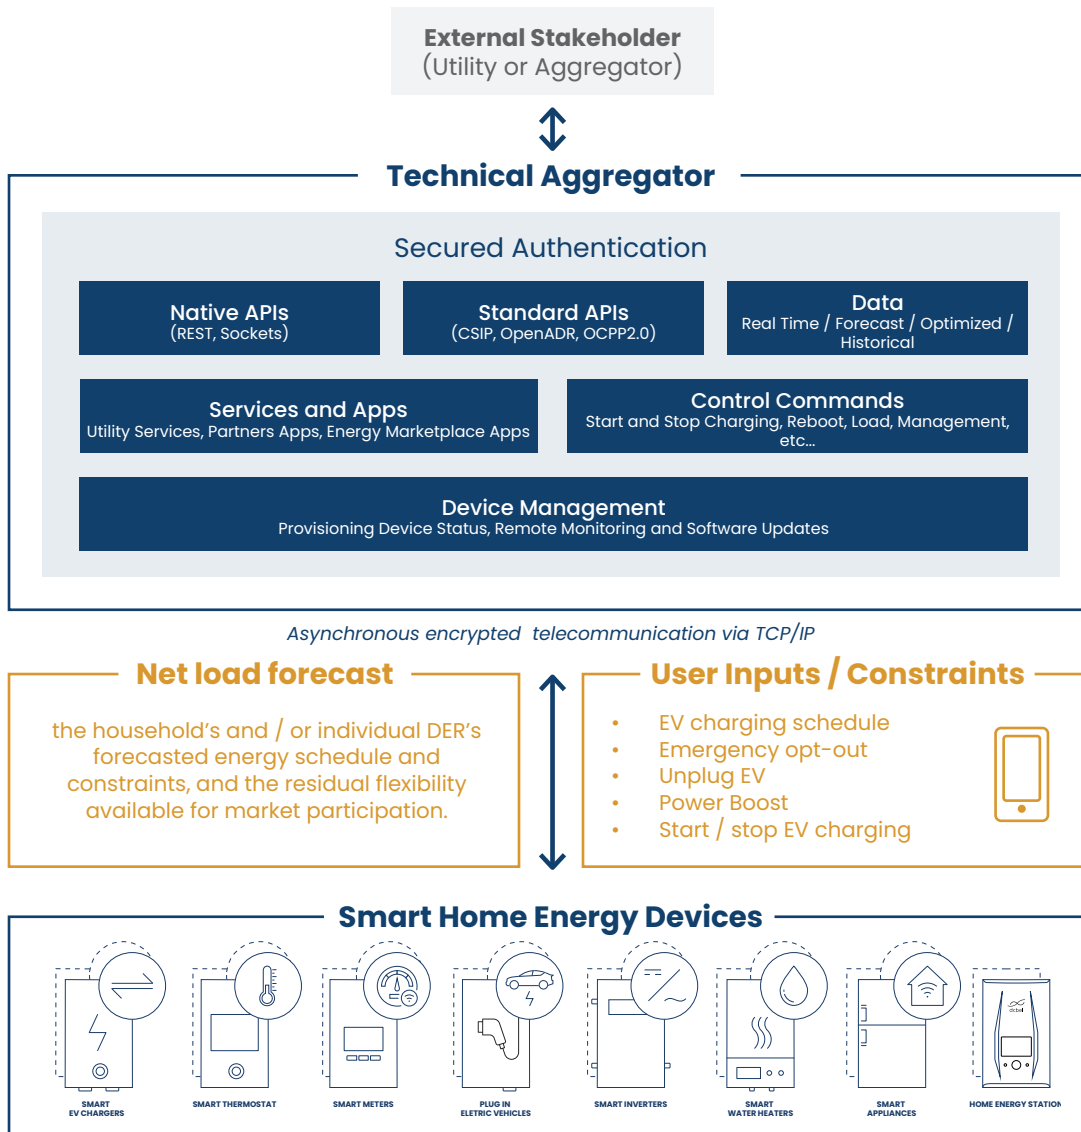 External Stakeholder
(Utility or Aggregator)
Technical Aggregator
Secured Authentication
Native APIs
(REST, Sockets)
Standard APIs
(CSIP, OpenADR, OCPP2.0)
Data
Real Time / Forecast / Optimized /
Historical
Services and Apps
Utility Services, Partners Apps, Energy Marketplace Apps
Control Commands
Start and Stop Charging, Reboot, Load, Management,
etc...
Device Management
Provisioning Device Status, Remote Monitoring and Software Updates
Asynchronous encrypted telecommunication via TCP/IP
Net load forecast
the household's and / or individual DER's
forecasted energy schedule and
constraints, and the residual flexibility
available for market participation.
User Inputs / Constraints
• EV charging schedule
• Emergency opt-out
• Unplug EV
• Power Boost
• Start / stop EV charging
Smart Home Energy Devices
dcbel
SMART
EV CHARGERS
SMART THERMOSTAT
SMART METERS
PLUG IN
ELETRIC VEHICLES
SMART INVERTERS
SMART
WATER HEATERS
SMART
APPLIANCES
HOME ENERGY STATION